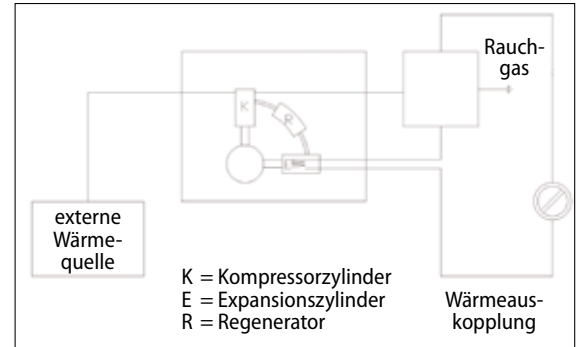 Rauch-
gas
K
R
externe
Wärme-
quelle
K = Kompressorzylinder
E = Expansionszylinder
R = Regenerator
Wärmeaus-
kopplung